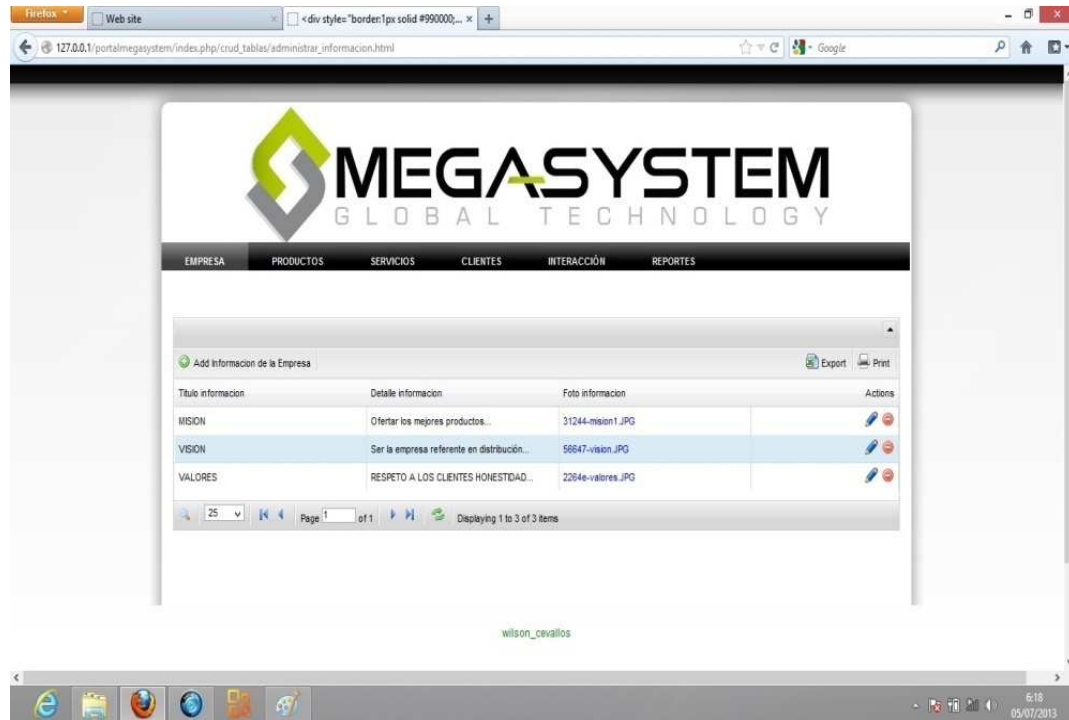 Firefox
Web site
<div style="border:1px solid #990000;...
127.0.0.1/portalmegasystem/index.php/crud_tablas/administrar_informacion.html
Google
MEGASYSTEM
GLOBAL TECHNOLOGY
EMPRESA PRODUCTOS SERVICIOS CLIENTES INTERACCIÓN REPORTES
Add Informacion de la Empresa Export Print
Titulo informacion Detalle informacion Foto informacion Actions
MISION Ofertar los mejores productos... 31244-mision1.JPG
VISION Ser la empresa referente en distribución... 56647-vision.JPG
VALORES RESPETO A LOS CLIENTES HONESTIDAD... 2264e-valores.JPG
25 Page 1 of 1 Displaying 1 to 3 of 3 items
wilson_cevallos
6:18
05/07/2013